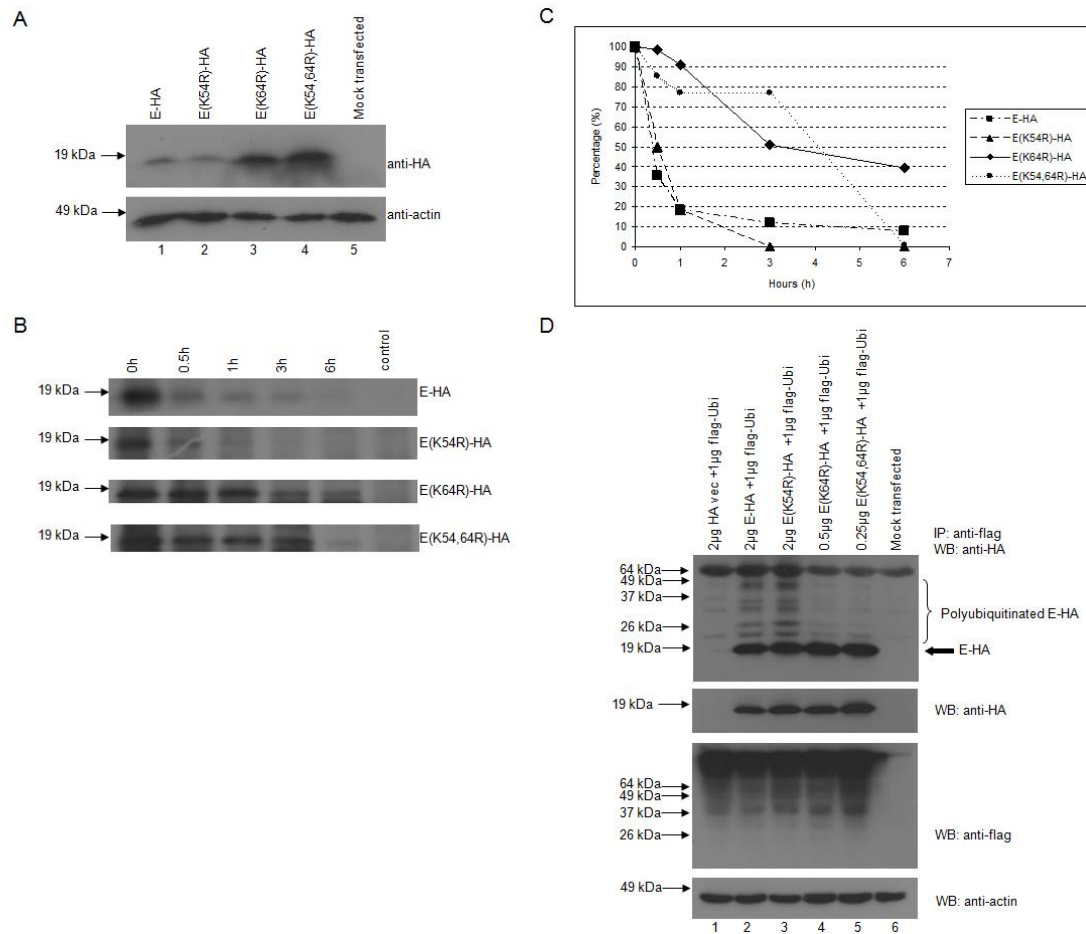 A
E-HA
E(K54R)-HA
E(K64R)-HA
E(K54,64R)-HA
Mock transfected
19 kDa
anti-HA
49 kDa
anti-actin
1 2 3 4 5
B
0h
0.5h
1h
3h
6h
control
19 kDa
E-HA
19 kDa
E(K54R)-HA
19 kDa
E(K64R)-HA
19 kDa
E(K54,64R)-HA
C
Percentage (%)
100
90
80
70
60
50
40
30
20
10
0
0 1 2 3 4 5 6 7
Hours (h)
E-HA
E(K54R)-HA
E(K64R)-HA
E(K54,64R)-HA
D
2µg HA vec +1µg flag-Ubi
2µg E-HA +1µg flag-Ubi
2µg E(K54R)-HA +1µg flag-Ubi
0.5µg E(K64R)-HA +1µg flag-Ubi
0.25µg E(K54,64R)-HA +1µg flag-Ubi
Mock transfected
IP: anti-flag
WB: anti-HA
64 kDa
49 kDa
37 kDa
26 kDa
19 kDa
Polyubiquitinated E-HA
E-HA
19 kDa
WB: anti-HA
64 kDa
49 kDa
37 kDa
26 kDa
WB: anti-flag
49 kDa
WB: anti-actin
1 2 3 4 5 6